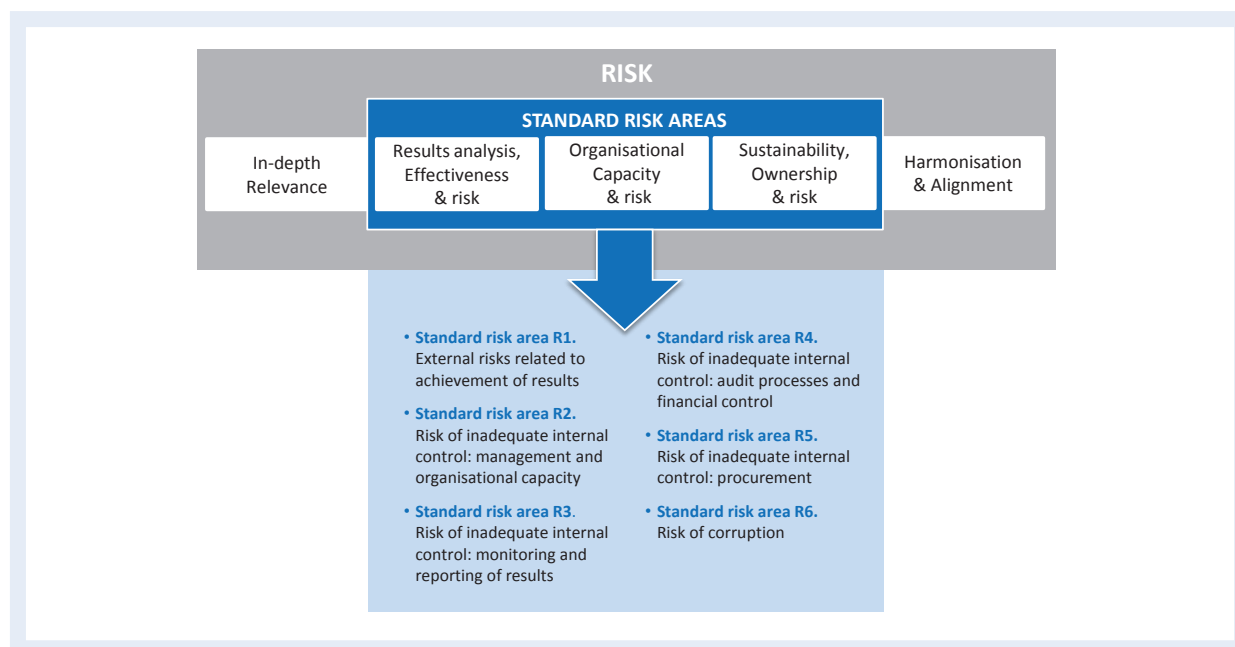 RISK
STANDARD RISK AREAS
In-depth
Relevance
Results analysis,
Effectiveness
& risk
Organisational
Capacity
& risk
Sustainability,
Ownership
& risk
Harmonisation
& Alignment
• Standard risk area R1.
External risks related to
achievement of results
• Standard risk area R2.
Risk of inadequate internal
control: management and
organisational capacity
• Standard risk area R3.
Risk of inadequate internal
control: monitoring and
reporting of results
• Standard risk area R4.
Risk of inadequate internal
control: audit processes and
financial control
• Standard risk area R5.
Risk of inadequate internal
control: procurement
• Standard risk area R6.
Risk of corruption